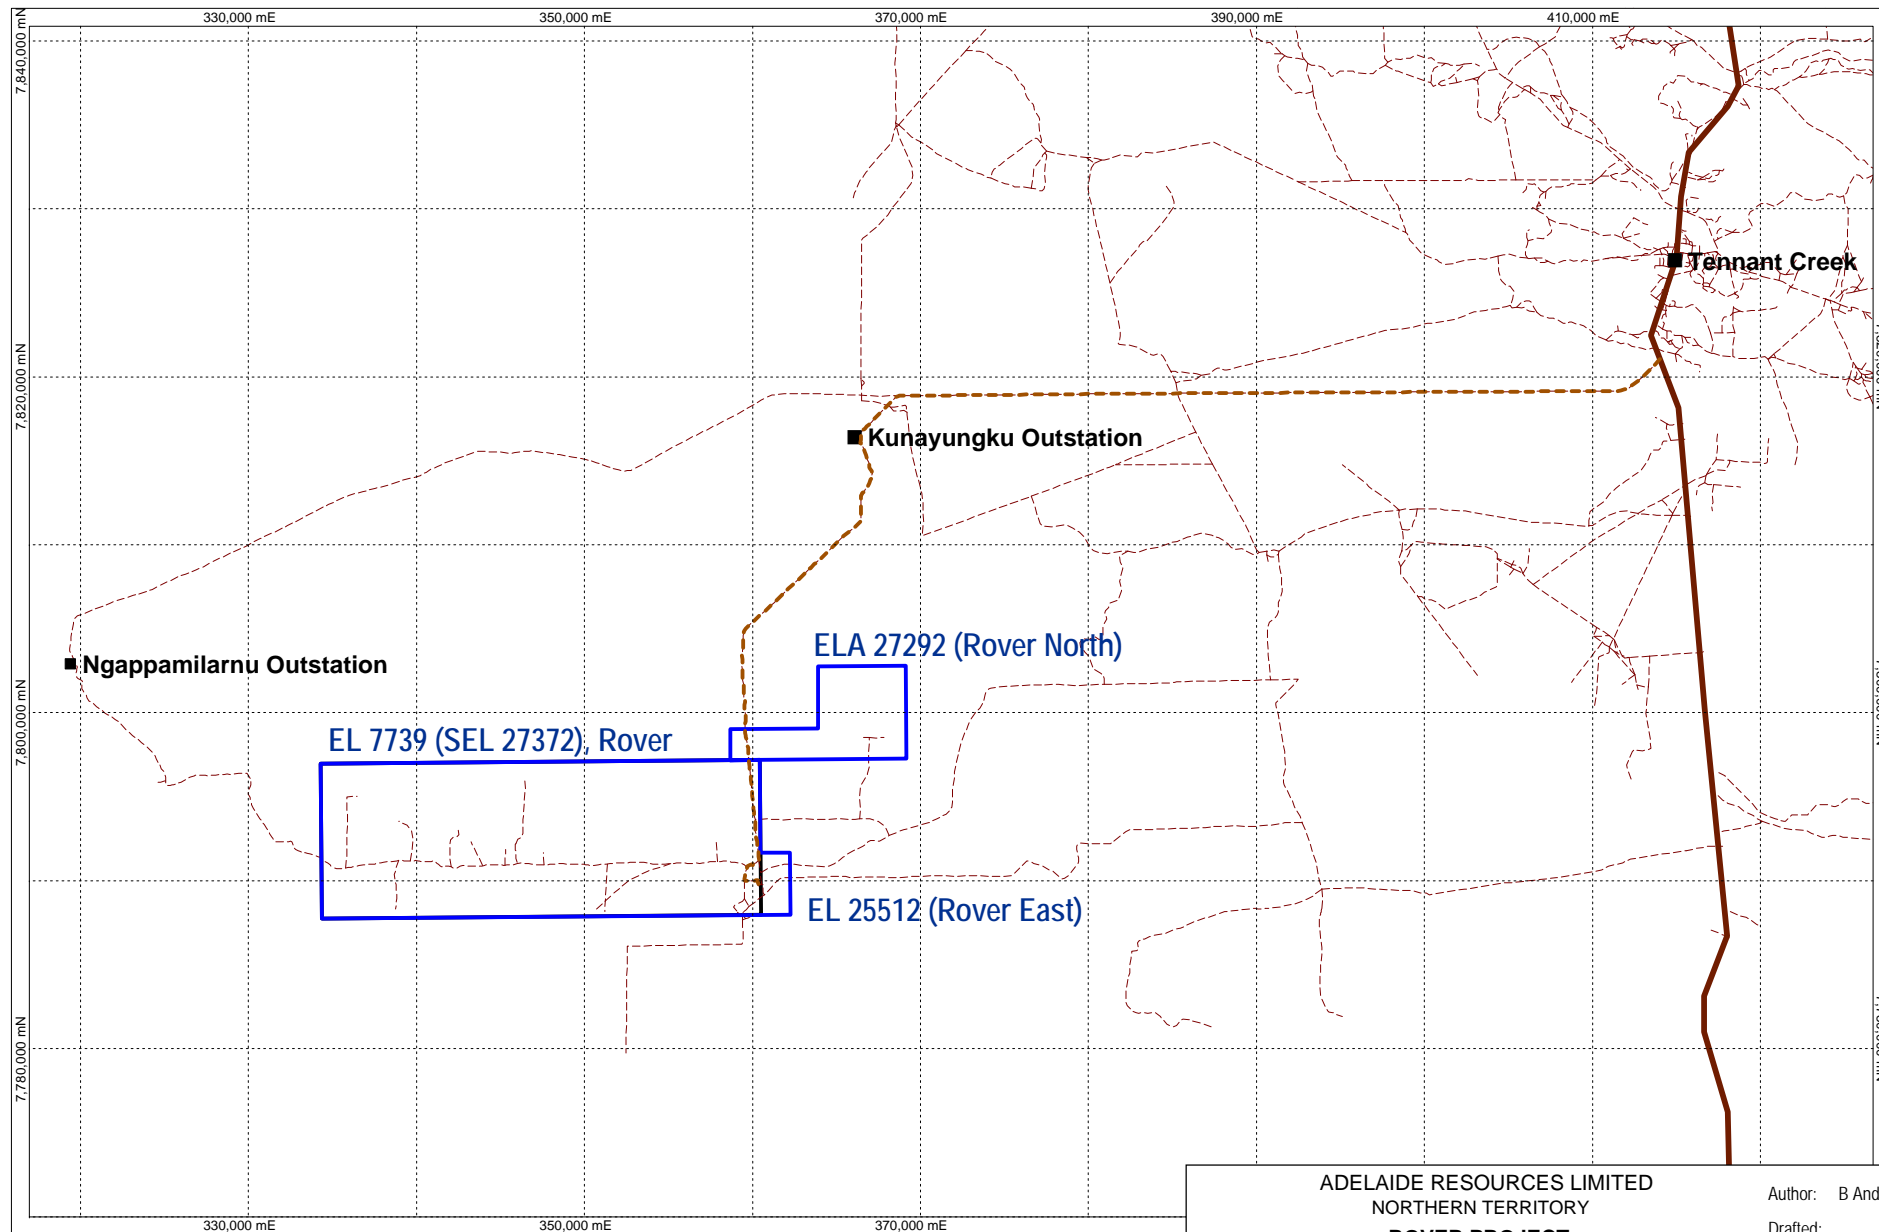 330,000 mE
350,000 mE
370,000 mE
390,000 mE
410,000 mE
7,840,000 mN
Tennant Creek
7,820,000 mN
Kunayungku Outstation
ELA 27292 (Rover North)
Ngappamilarnu Outstation
7,800,000 mN
EL 7739 (SEL 27372), Rover
EL 25512 (Rover East)
7,780,000 mN
ADELAIDE RESOURCES LIMITED
NORTHERN TERRITORY
ROVER PROJECT
Author: B And
Drafted:
330,000 mE
350,000 mE
370,000 mE